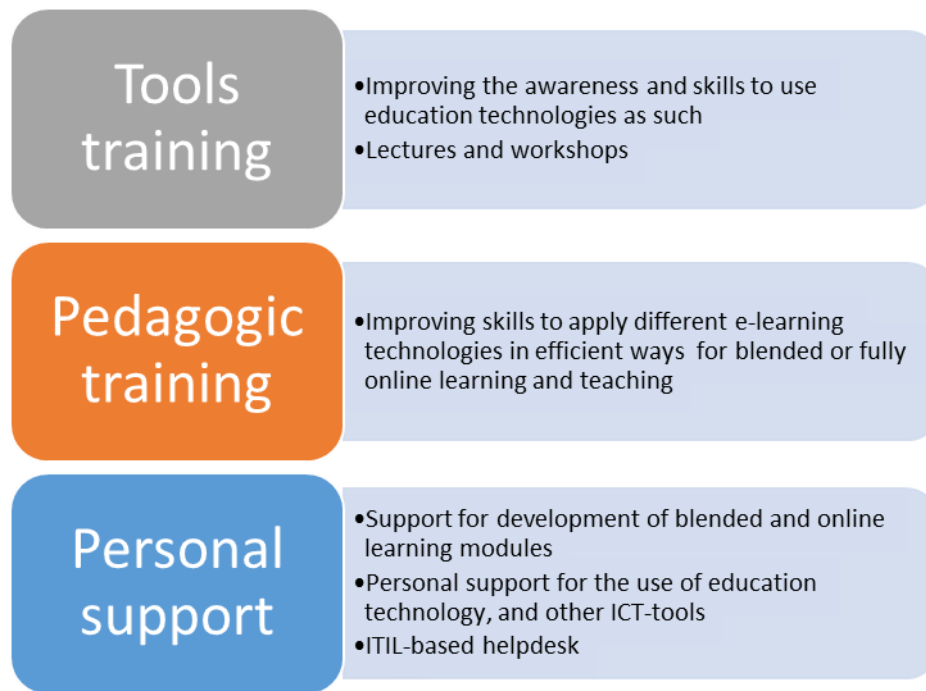 Tools
training
•Improving the awareness and skills to use
education technologies as such
•Lectures and workshops
Pedagogic
training
•Improving skills to apply different e-learning
technologies in efficient ways for blended or fully
online learning and teaching
Personal
support
•Support for development of blended and online
learning modules
•Personal support for the use of education
technology, and other ICT-tools
•ITIL-based helpdesk